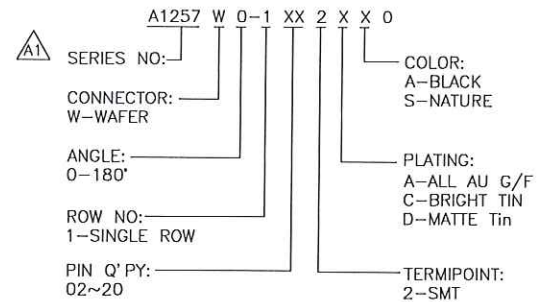 A1257 W 0-1 XX 2 X X 0
A1
SERIES NO:
CONNECTOR:
W-WAFER
ANGLE:
0-180°
ROW NO:
1-SINGLE ROW
PIN Q'PY:
02~20
COLOR:
A-BLACK
S-NATURE
PLATING:
A-ALL AU G/F
C-BRIGHT TIN
D-MATTE Tin
TERMIPOINT:
2-SMT